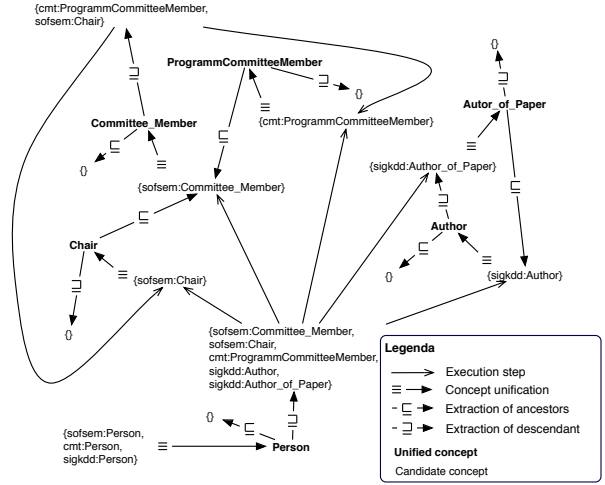 {cmt:ProgrammCommitteeMember,
sofsem:Chair}
⊒
ProgrammCommitteeMember
⊒
{}
≡
{cmt:ProgrammCommitteeMember}
⊑
{}
⊒
Autor_of_Paper
≡
⊑
Committee_Member
⊑
{}
≡
{sofsem:Committee_Member}
{sigkdd:Author_of_Paper}
⊒
Author
⊑
{}
≡
{sigkdd:Author}
⊑
Chair
⊒
{}
≡
{sofsem:Chair}
{sofsem:Committee_Member,
sofsem:Chair,
cmt:ProgrammCommitteeMember,
sigkdd:Author,
sigkdd:Author_of_Paper}
⊒
{}
⊑
{sofsem:Person,
cmt:Person,
sigkdd:Person}
≡
Person
Legenda
Execution step
≡ Concept unification
⊑ Extraction of ancestors
⊒ Extraction of descendant
Unified concept
Candidate concept